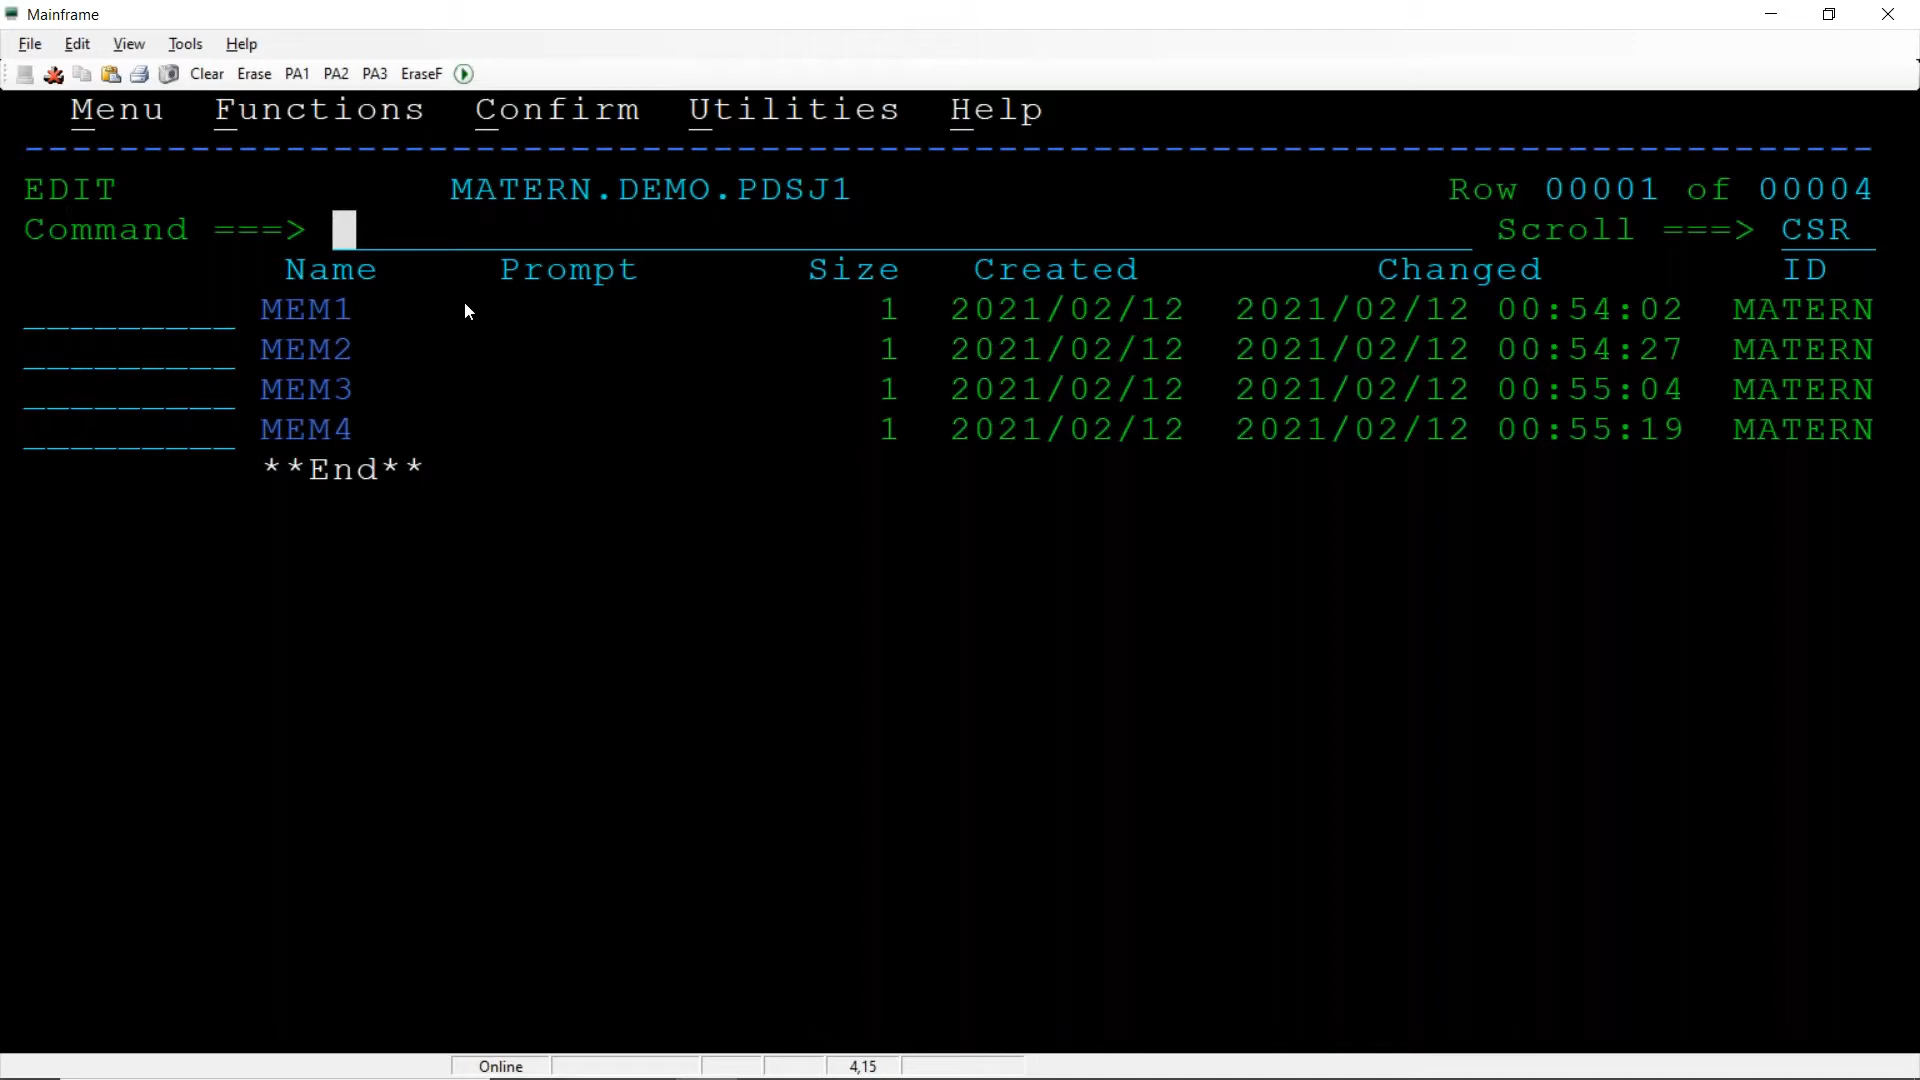 Mainframe
File Edit View Tools Help
Clear Erase PA1 PA2 PA3 EraseF
Menu Functions Confirm Utilities Help
EDIT MATERN.DEMO.PDSJ1 Row 00001 of 00004
Command ===> Scroll ===> CSR
Name Prompt Size Created Changed ID
MEM1 1 2021/02/12 2021/02/12 00:54:02 MATERN
MEM2 1 2021/02/12 2021/02/12 00:54:27 MATERN
MEM3 1 2021/02/12 2021/02/12 00:55:04 MATERN
MEM4 1 2021/02/12 2021/02/12 00:55:19 MATERN
**End**
Online 4,15